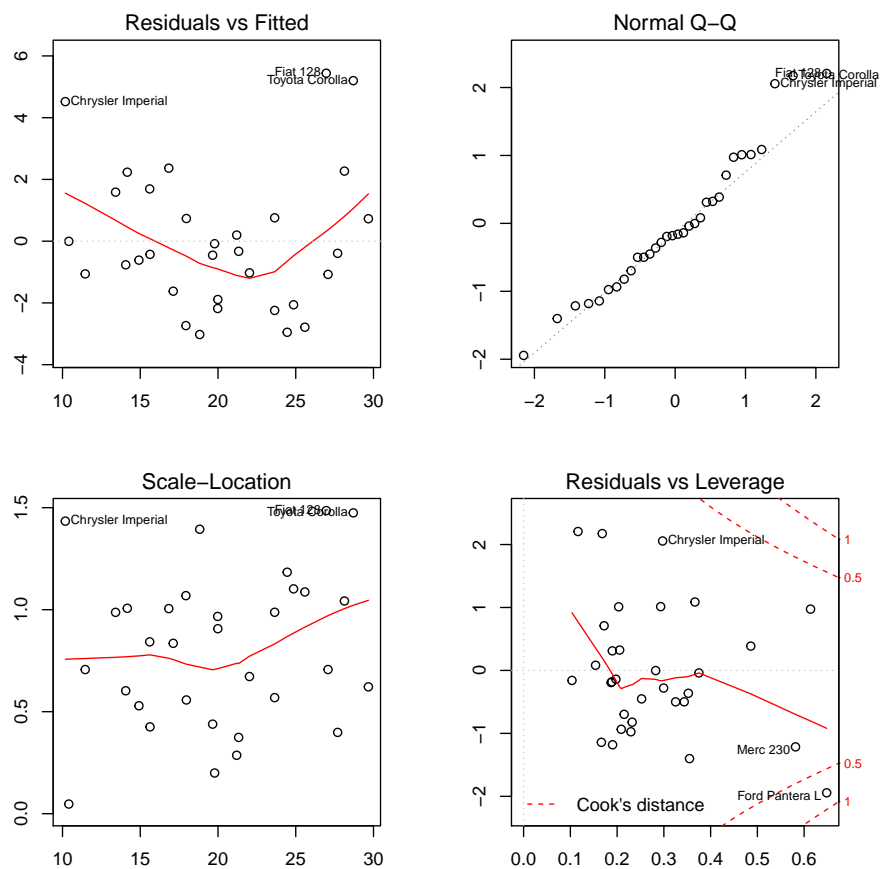 Residuals vs Fitted
6
4
2
0
−2
−4
Fiat 128
Toyota Corolla
Chrysler Imperial
10 15 20 25 30
Normal Q−Q
2
1
0
−1
−2
Fiat 128
Toyota Corolla
Chrysler Imperial
−2 −1 0 1 2
Scale−Location
1.5
1.0
0.5
0.0
Fiat 128
Toyota Corolla
Chrysler Imperial
10 15 20 25 30
Residuals vs Leverage
2
1
0
−1
−2
Chrysler Imperial
1
0.5
Merc 230
0.5
Ford Pantera L
1
Cook's distance
0.0 0.1 0.2 0.3 0.4 0.5 0.6